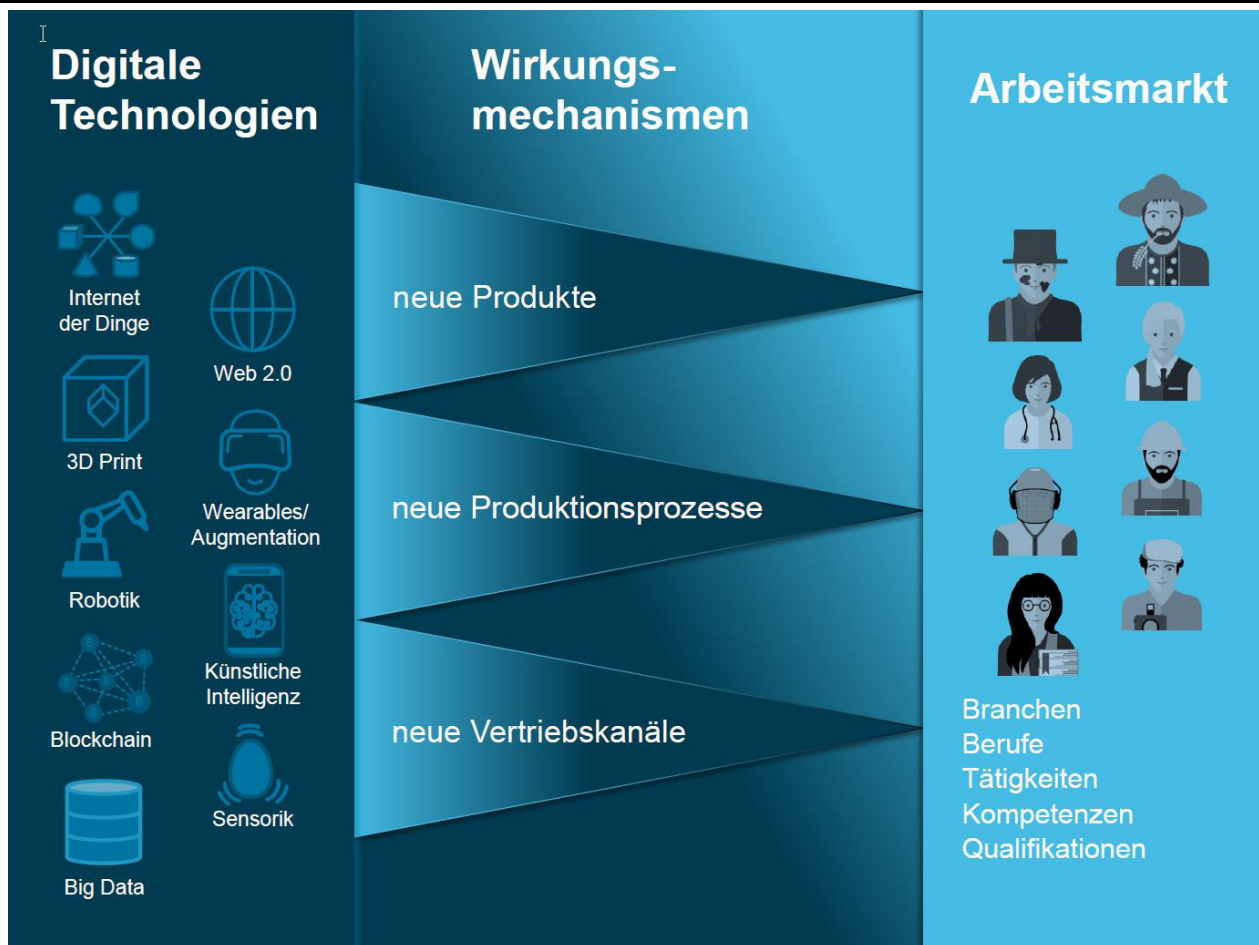 Digitale
Technologien
Internet
der Dinge
Web 2.0
3D Print
Wearables/
Augmentation
Robotik
Künstliche
Intelligenz
Blockchain
Sensorik
Big Data
Wirkungs-
mechanismen
neue Produkte
neue Produktionsprozesse
neue Vertriebskanäle
Arbeitsmarkt
Branchen
Berufe
Tätigkeiten
Kompetenzen
Qualifikationen